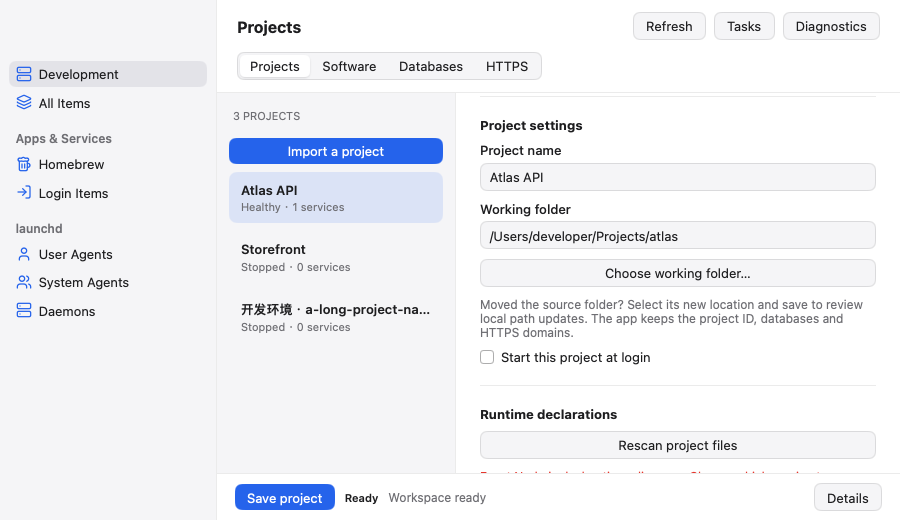 Development
All Items
Apps & Services
Homebrew
Login Items
launchd
User Agents
System Agents
Daemons
Projects
Refresh
Tasks
Diagnostics
Projects
Software
Databases
HTTPS
3 PROJECTS
Import a project
Atlas API
Healthy · 1 services
Storefront
Stopped · 0 services
开发环境 · a-long-project-na...
Stopped · 0 services
Project settings
Project name
Atlas API
Working folder
/Users/developer/Projects/atlas
Choose working folder...
Moved the source folder? Select its new location and save to review
local path updates. The app keeps the project ID, databases and
HTTPS domains.
Start this project at login
Runtime declarations
Rescan project files
Save project
Ready
Workspace ready
Details